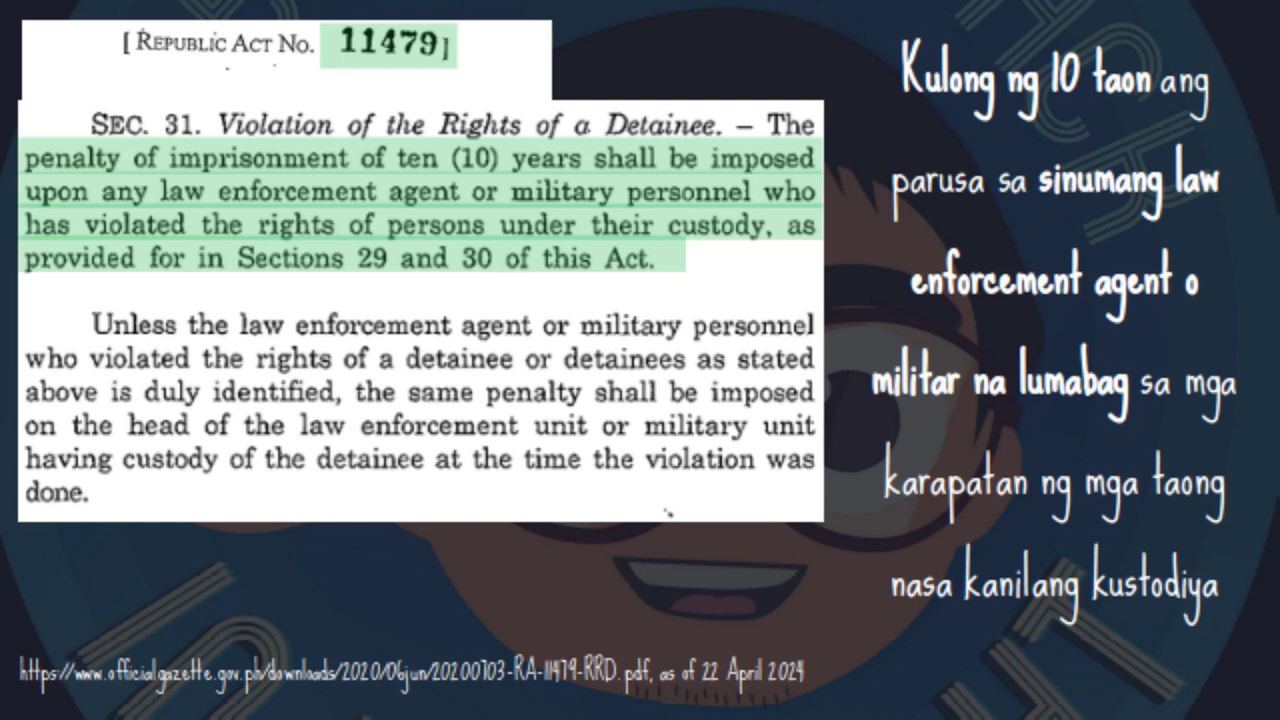 [ REPUBLIC ACT NO. 11479 ]
SEC. 31. Violation of the Rights of a Detainee. – The
penalty of imprisonment of ten (10) years shall be imposed
upon any law enforcement agent or military personnel who
has violated the rights of persons under their custody, as
provided for in Sections 29 and 30 of this Act.
Unless the law enforcement agent or military personnel
who violated the rights of a detainee or detainees as stated
above is duly identified, the same penalty shall be imposed
on the head of the law enforcement unit or military unit
having custody of the detainee at the time the violation was
done.
Kulong ng 10 taon ang
parusa sa sinumang law
enforcement agent o
militar na lumabag sa mga
karapatan ng mga taong
nasa kanilang kustodiya
https://www.officialgazette.gov.ph/downloads/2020/06jun/20200703-RA-11479-RRD.pdf, as of 22 April 2024